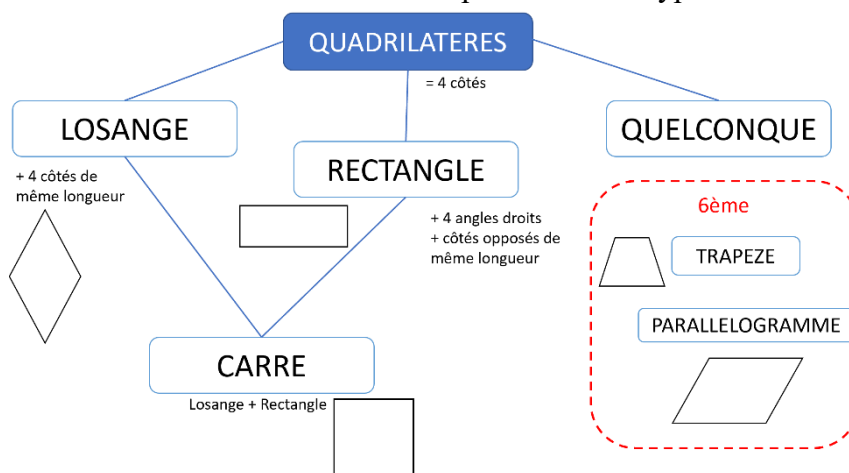 QUADRILATERES
= 4 côtés
LOSANGE
+ 4 côtés de
même longueur
RECTANGLE
+ 4 angles droits
+ côtés opposés de
même longueur
QUELCONQUE
6ème
TRAPEZE
PARALLELOGRAMME
CARRE
Losange + Rectangle